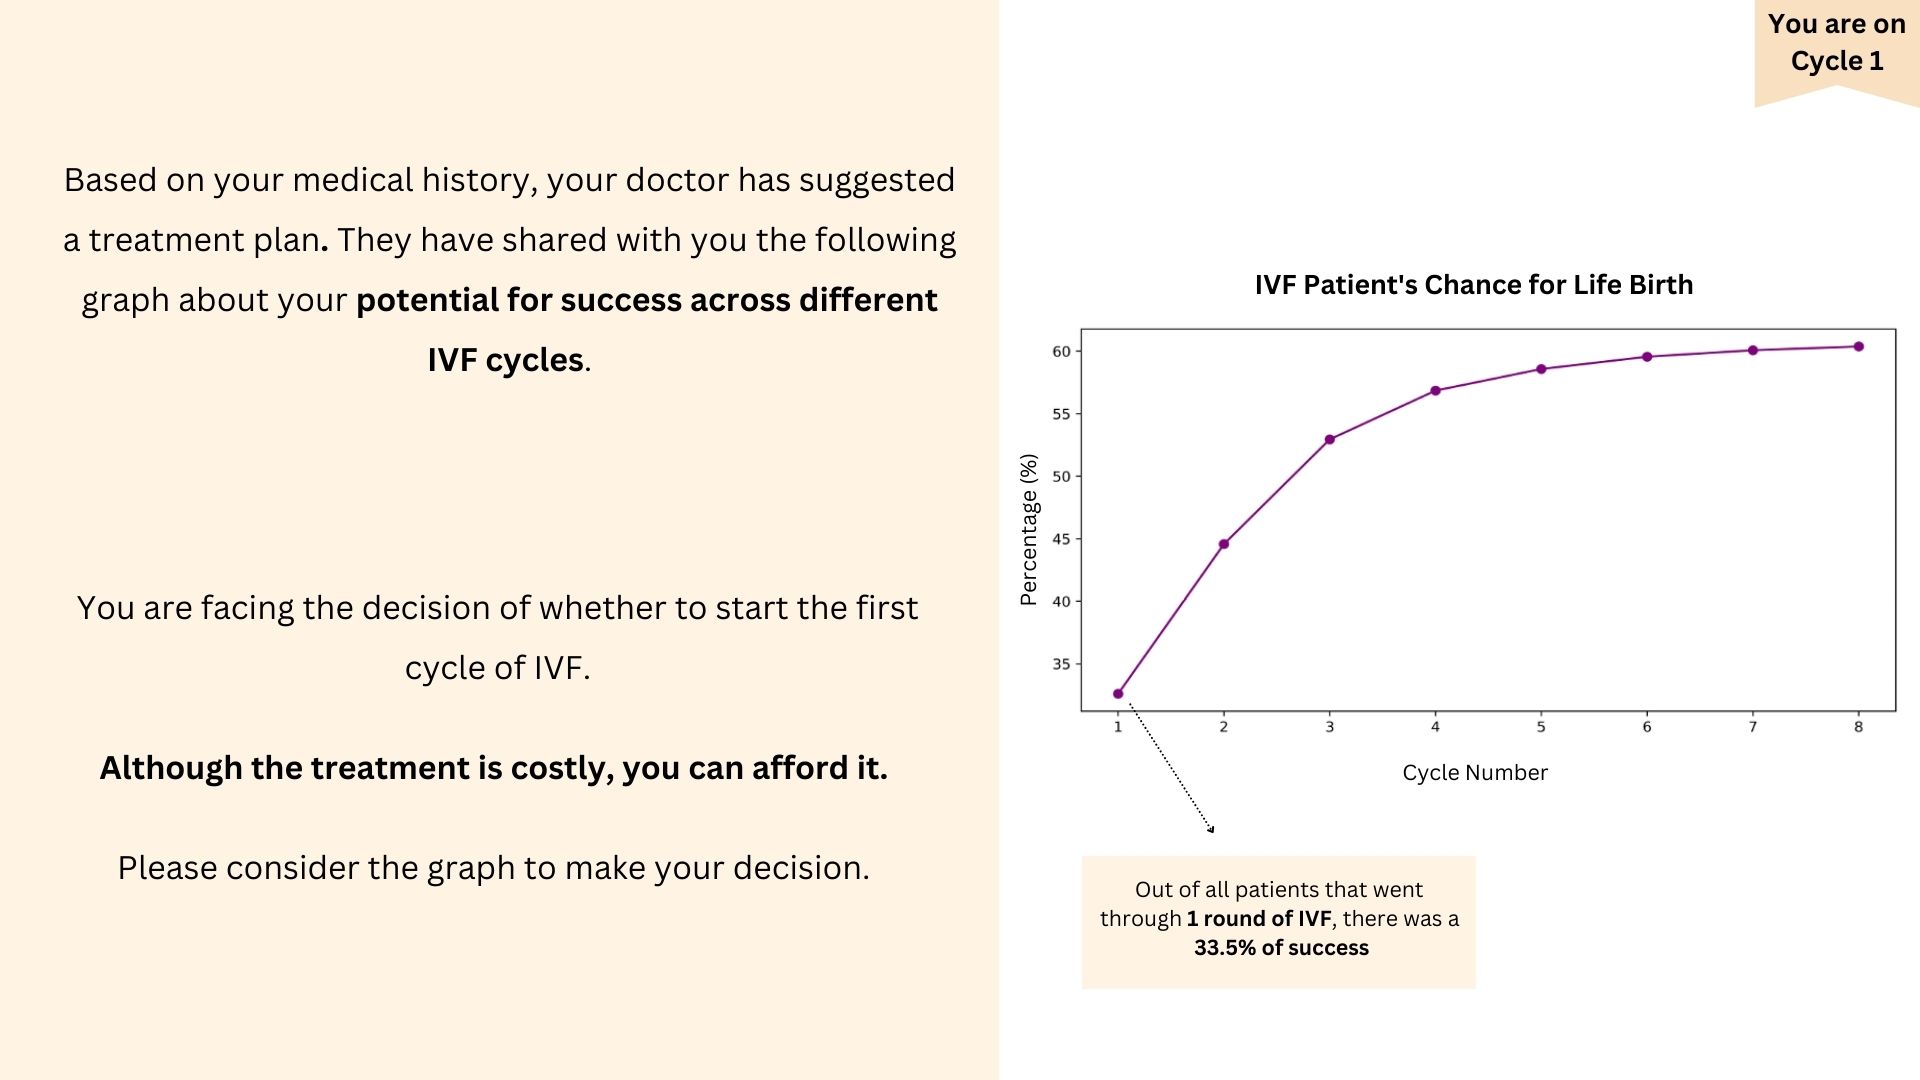 You are on
Cycle 1
Based on your medical history, your doctor has suggested
a treatment plan. They have shared with you the following
graph about your potential for success across different
IVF cycles.
You are facing the decision of whether to start the first
cycle of IVF.
Although the treatment is costly, you can afford it.
Please consider the graph to make your decision.
IVF Patient's Chance for Life Birth
Percentage (%)
60
55
50
45
40
35
1 2 3 4 5 6 7 8
Cycle Number
Out of all patients that went
through 1 round of IVF, there was a
33.5% of success